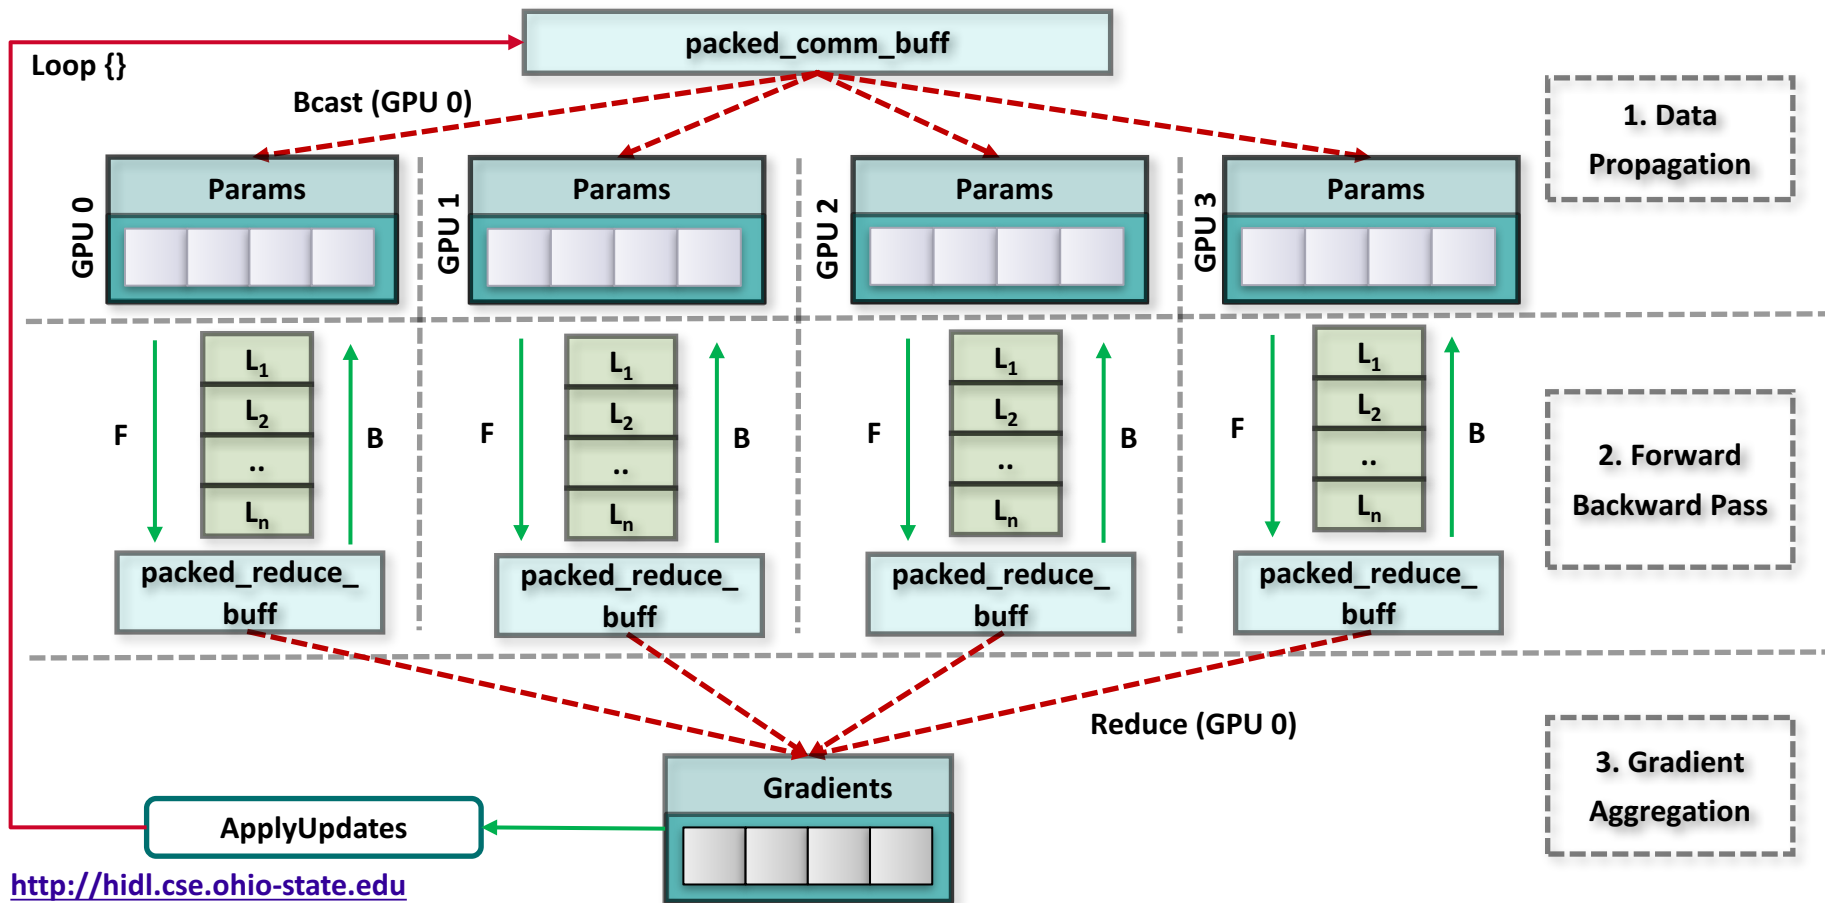 packed_comm_buff
Loop {}
Bcast (GPU 0)
1. Data
Propagation
GPU 0
Params
GPU 1
Params
GPU 2
Params
GPU 3
Params
F
L1
L2
..
Ln
B
F
L1
L2
..
Ln
B
F
L1
L2
..
Ln
B
F
L1
L2
..
Ln
B
2. Forward
Backward Pass
packed_reduce_
buff
packed_reduce_
buff
packed_reduce_
buff
packed_reduce_
buff
Reduce (GPU 0)
3. Gradient
Aggregation
Gradients
ApplyUpdates
http://hidl.cse.ohio-state.edu